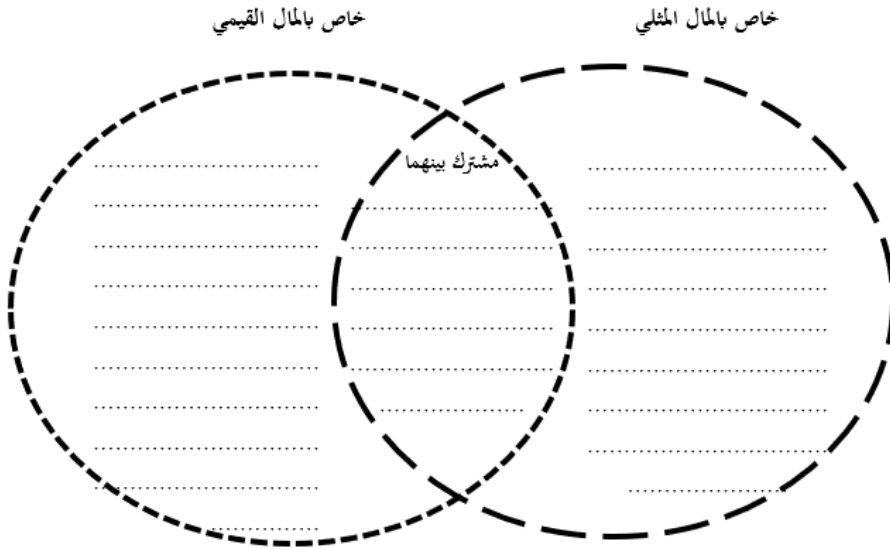 خاص بالمال المثلي
خاص بالمال القيمي
مشترك بينهما